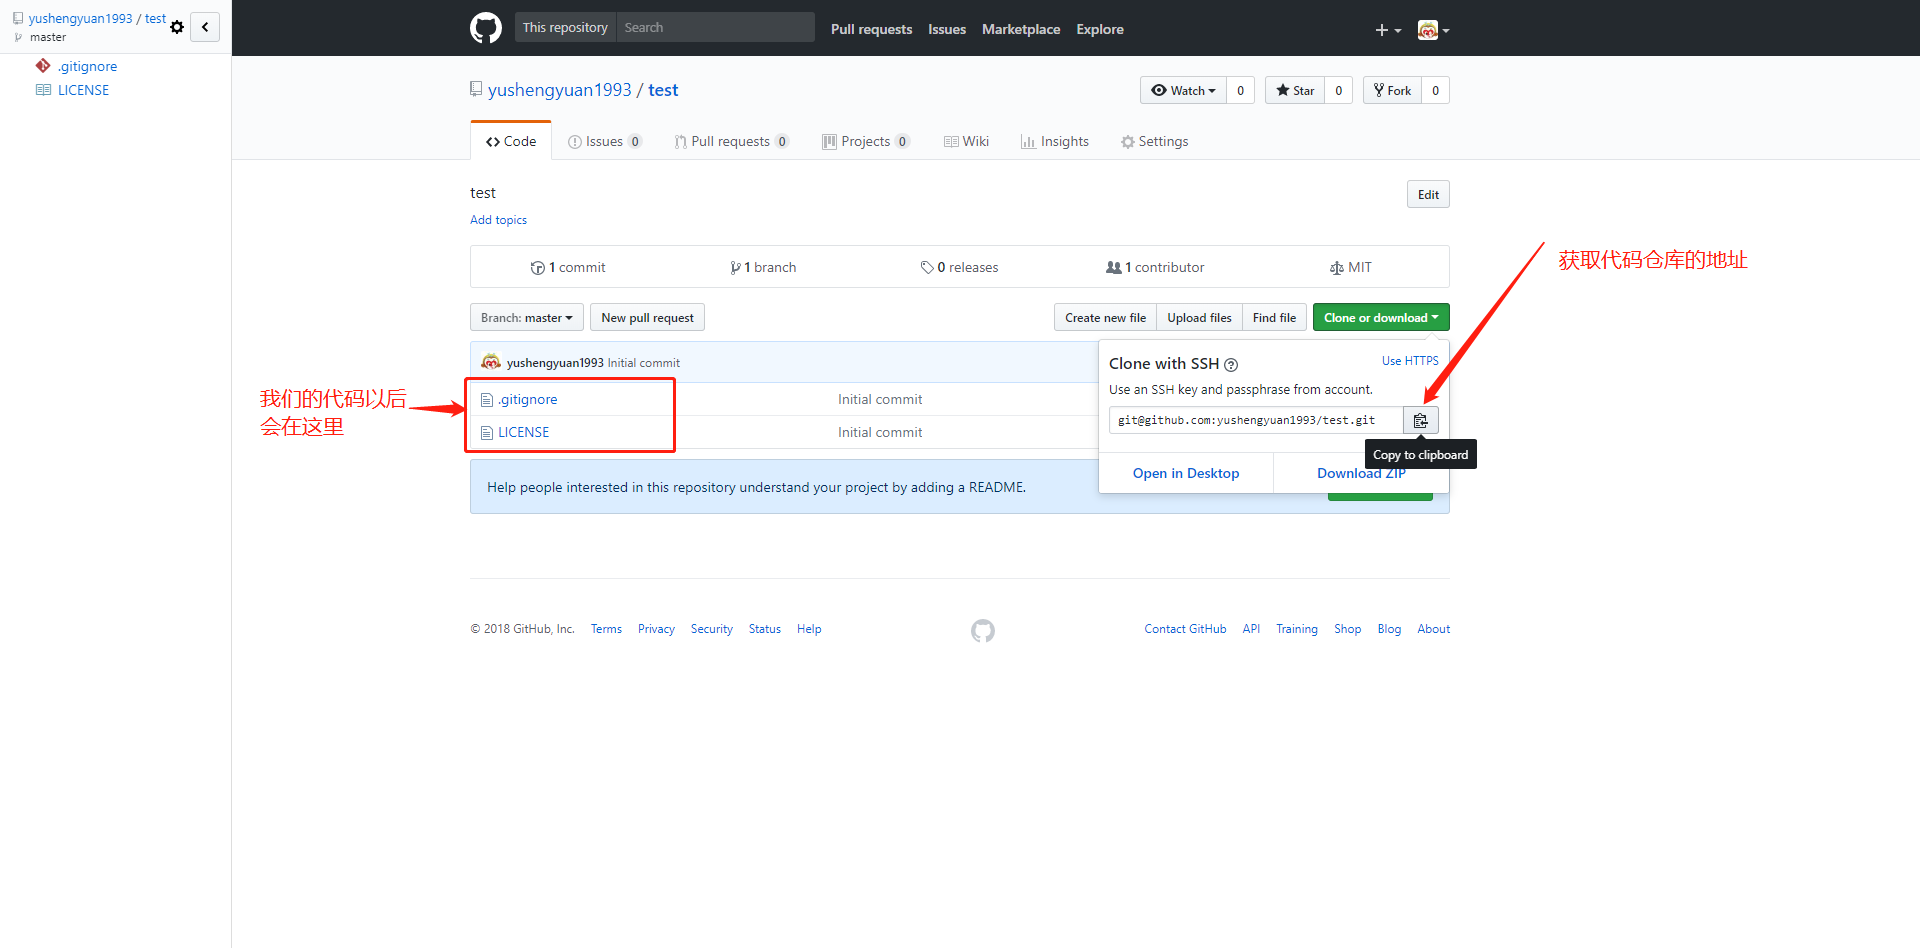 yushengyuan1993 / test
master
.gitignore
LICENSE
This repository Search Pull requests Issues Marketplace Explore
yushengyuan1993 / test
Watch 0 Star 0 Fork 0
Code Issues 0 Pull requests 0 Projects 0 Wiki Insights Settings
test
Edit
Add topics
1 commit 1 branch 0 releases 1 contributor MIT
获取代码仓库的地址
Branch: master New pull request Create new file Upload files Find file Clone or download
yushengyuan1993 Initial commit
.gitignore Initial commit
LICENSE Initial commit
我们的代码以后
会在这里
Clone with SSH Use HTTPS
Use an SSH key and passphrase from account.
git@github.com:yushengyuan1993/test.git
Copy to clipboard
Open in Desktop Download ZIP
Help people interested in this repository understand your project by adding a README.
© 2018 GitHub, Inc. Terms Privacy Security Status Help Contact GitHub API Training Shop Blog About